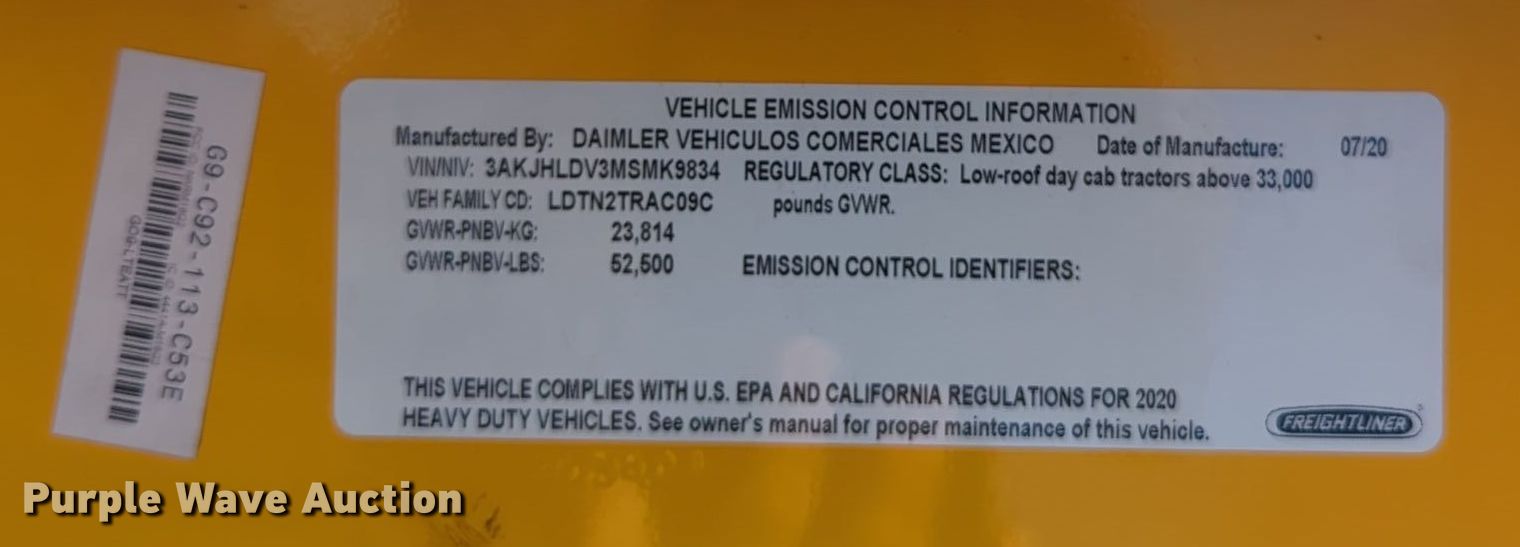 G9-C92-113-C53E
VEHICLE EMISSION CONTROL INFORMATION
Manufactured By: DAIMLER VEHICULOS COMERCIALES MEXICO Date of Manufacture: 07/20
VIN/NIV: 3AKJHLDV3MSMK9834 REGULATORY CLASS: Low-roof day cab tractors above 33,000
VEH FAMILY CD: LDTN2TRAC09C pounds GVWR.
GVWR-PNBV-KG: 23,814
GVWR-PNBV-LBS: 52,500 EMISSION CONTROL IDENTIFIERS:
THIS VEHICLE COMPLIES WITH U.S. EPA AND CALIFORNIA REGULATIONS FOR 2020
HEAVY DUTY VEHICLES. See owner's manual for proper maintenance of this vehicle.
FREIGHTLINER
Purple Wave Auction